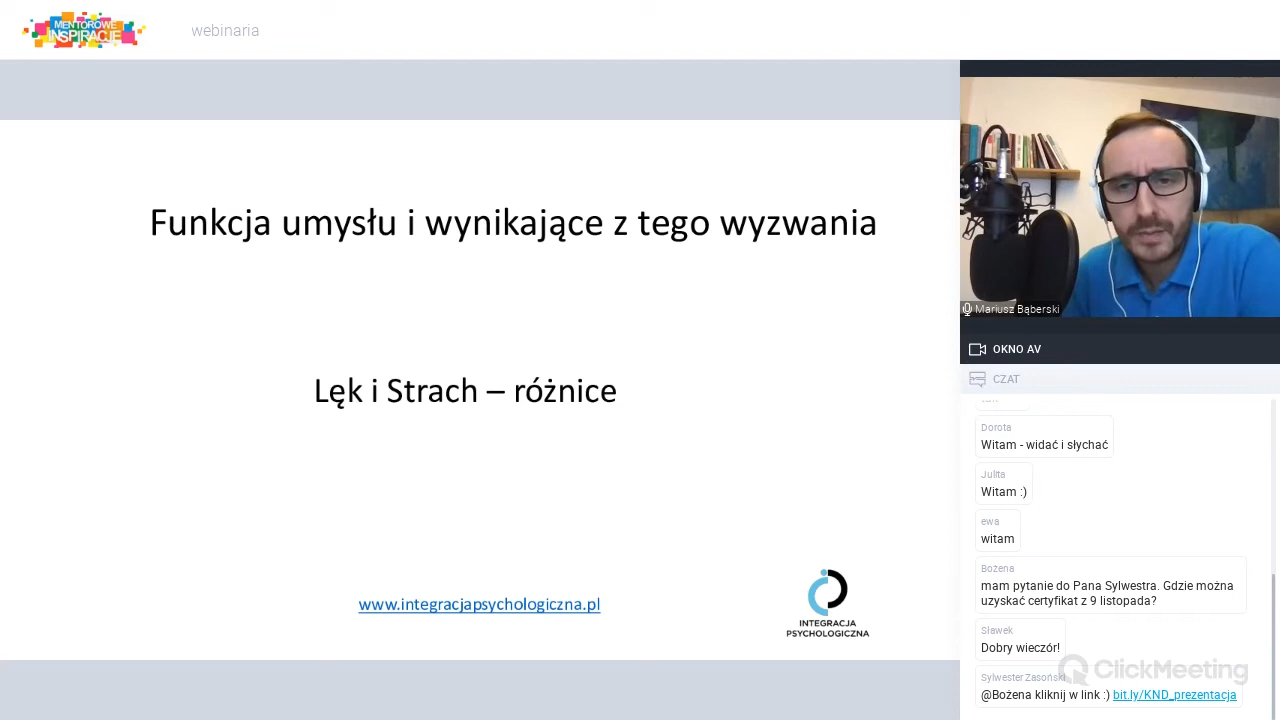 MENTOROWE
INSPIRACJE
webinaria
Funkcja umysłu i wynikające z tego wyzwania
Lęk i Strach – różnice
www.integracjapsychologiczna.pl
INTEGRACJA
PSYCHOLOGICZNA
Mariusz Bąberski
OKNO AV
CZAT
Dorota
Witam - widać i słychać
Julita
Witam :)
ewa
witam
Bożena
mam pytanie do Pana Sylwestra. Gdzie można
uzyskać certyfikat z 9 listopada?
Sławek
Dobry wieczór!
Sylwester Zasoński
@Bożena kliknij w link :) bit.ly/KND_prezentacja
ClickMeeting